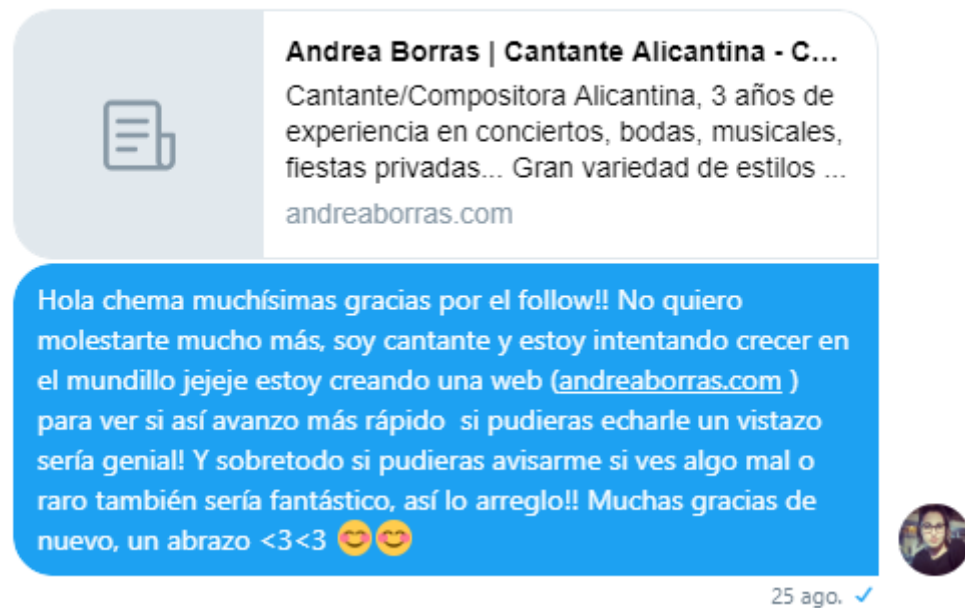 Andrea Borras | Cantante Alicantina - C...
Cantante/Compositora Alicantina, 3 años de
experiencia en conciertos, bodas, musicales,
fiestas privadas... Gran variedad de estilos ...
andreaborras.com
Hola chema muchísimas gracias por el follow!! No quiero
molestarte mucho más, soy cantante y estoy intentando crecer en
el mundillo jejeje estoy creando una web (andreaborras.com )
para ver si así avanzo más rápido  si pudieras echarle un vistazo
sería genial! Y sobretodo si pudieras avisarme si ves algo mal o
raro también sería fantástico, así lo arreglo!! Muchas gracias de
nuevo, un abrazo <3<3 😊😊
25 ago. ✓